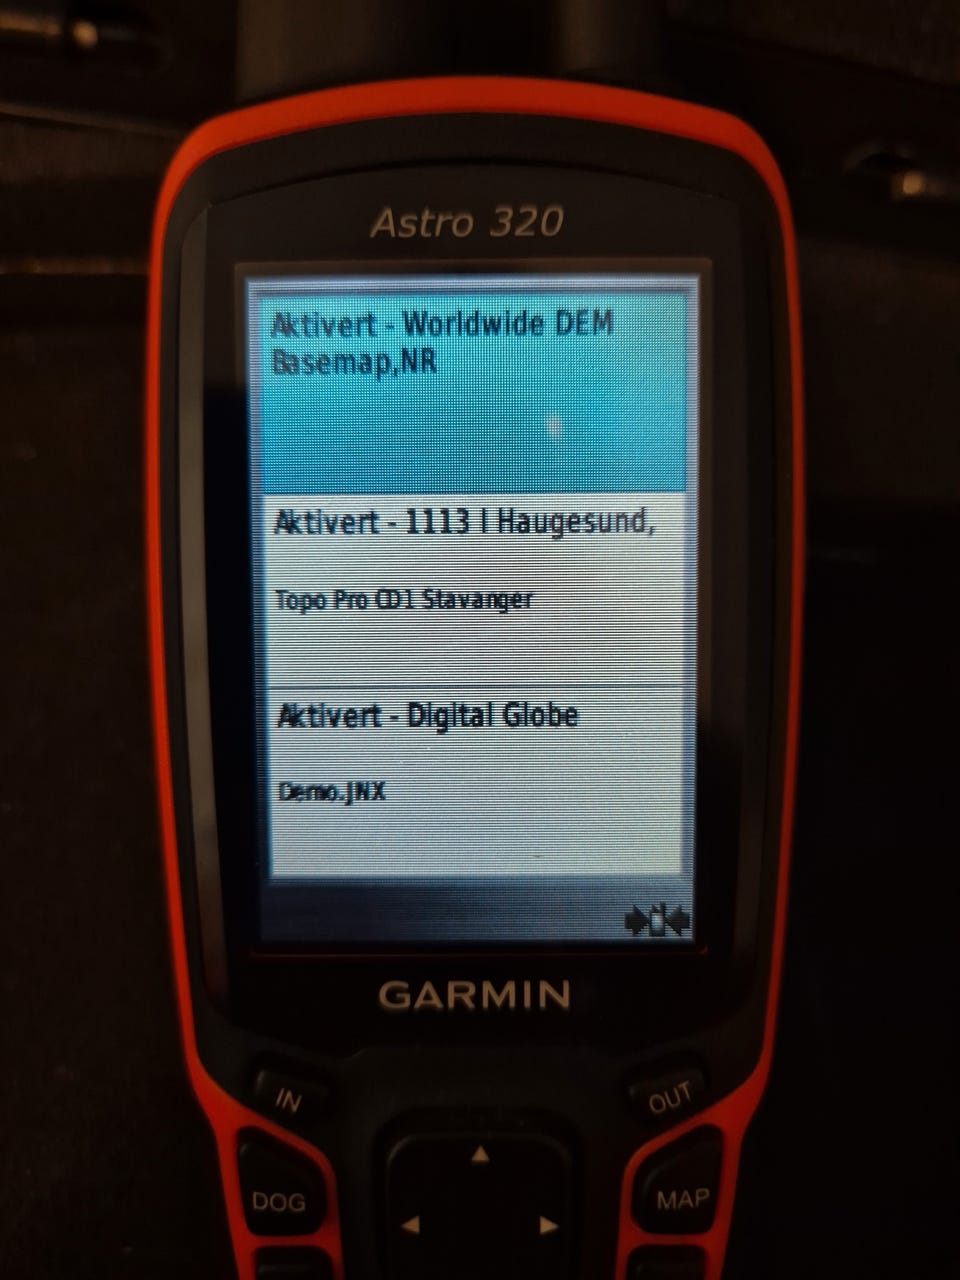 Astro 320
Aktivert - Worldwide DEM
Basemap,NR
Aktivert - 1113 I Haugesund,
Topo Pro CD1 Stavanger
Aktivert - Digital Globe
Demo.JNX
GARMIN
IN
OUT
DOG
MAP